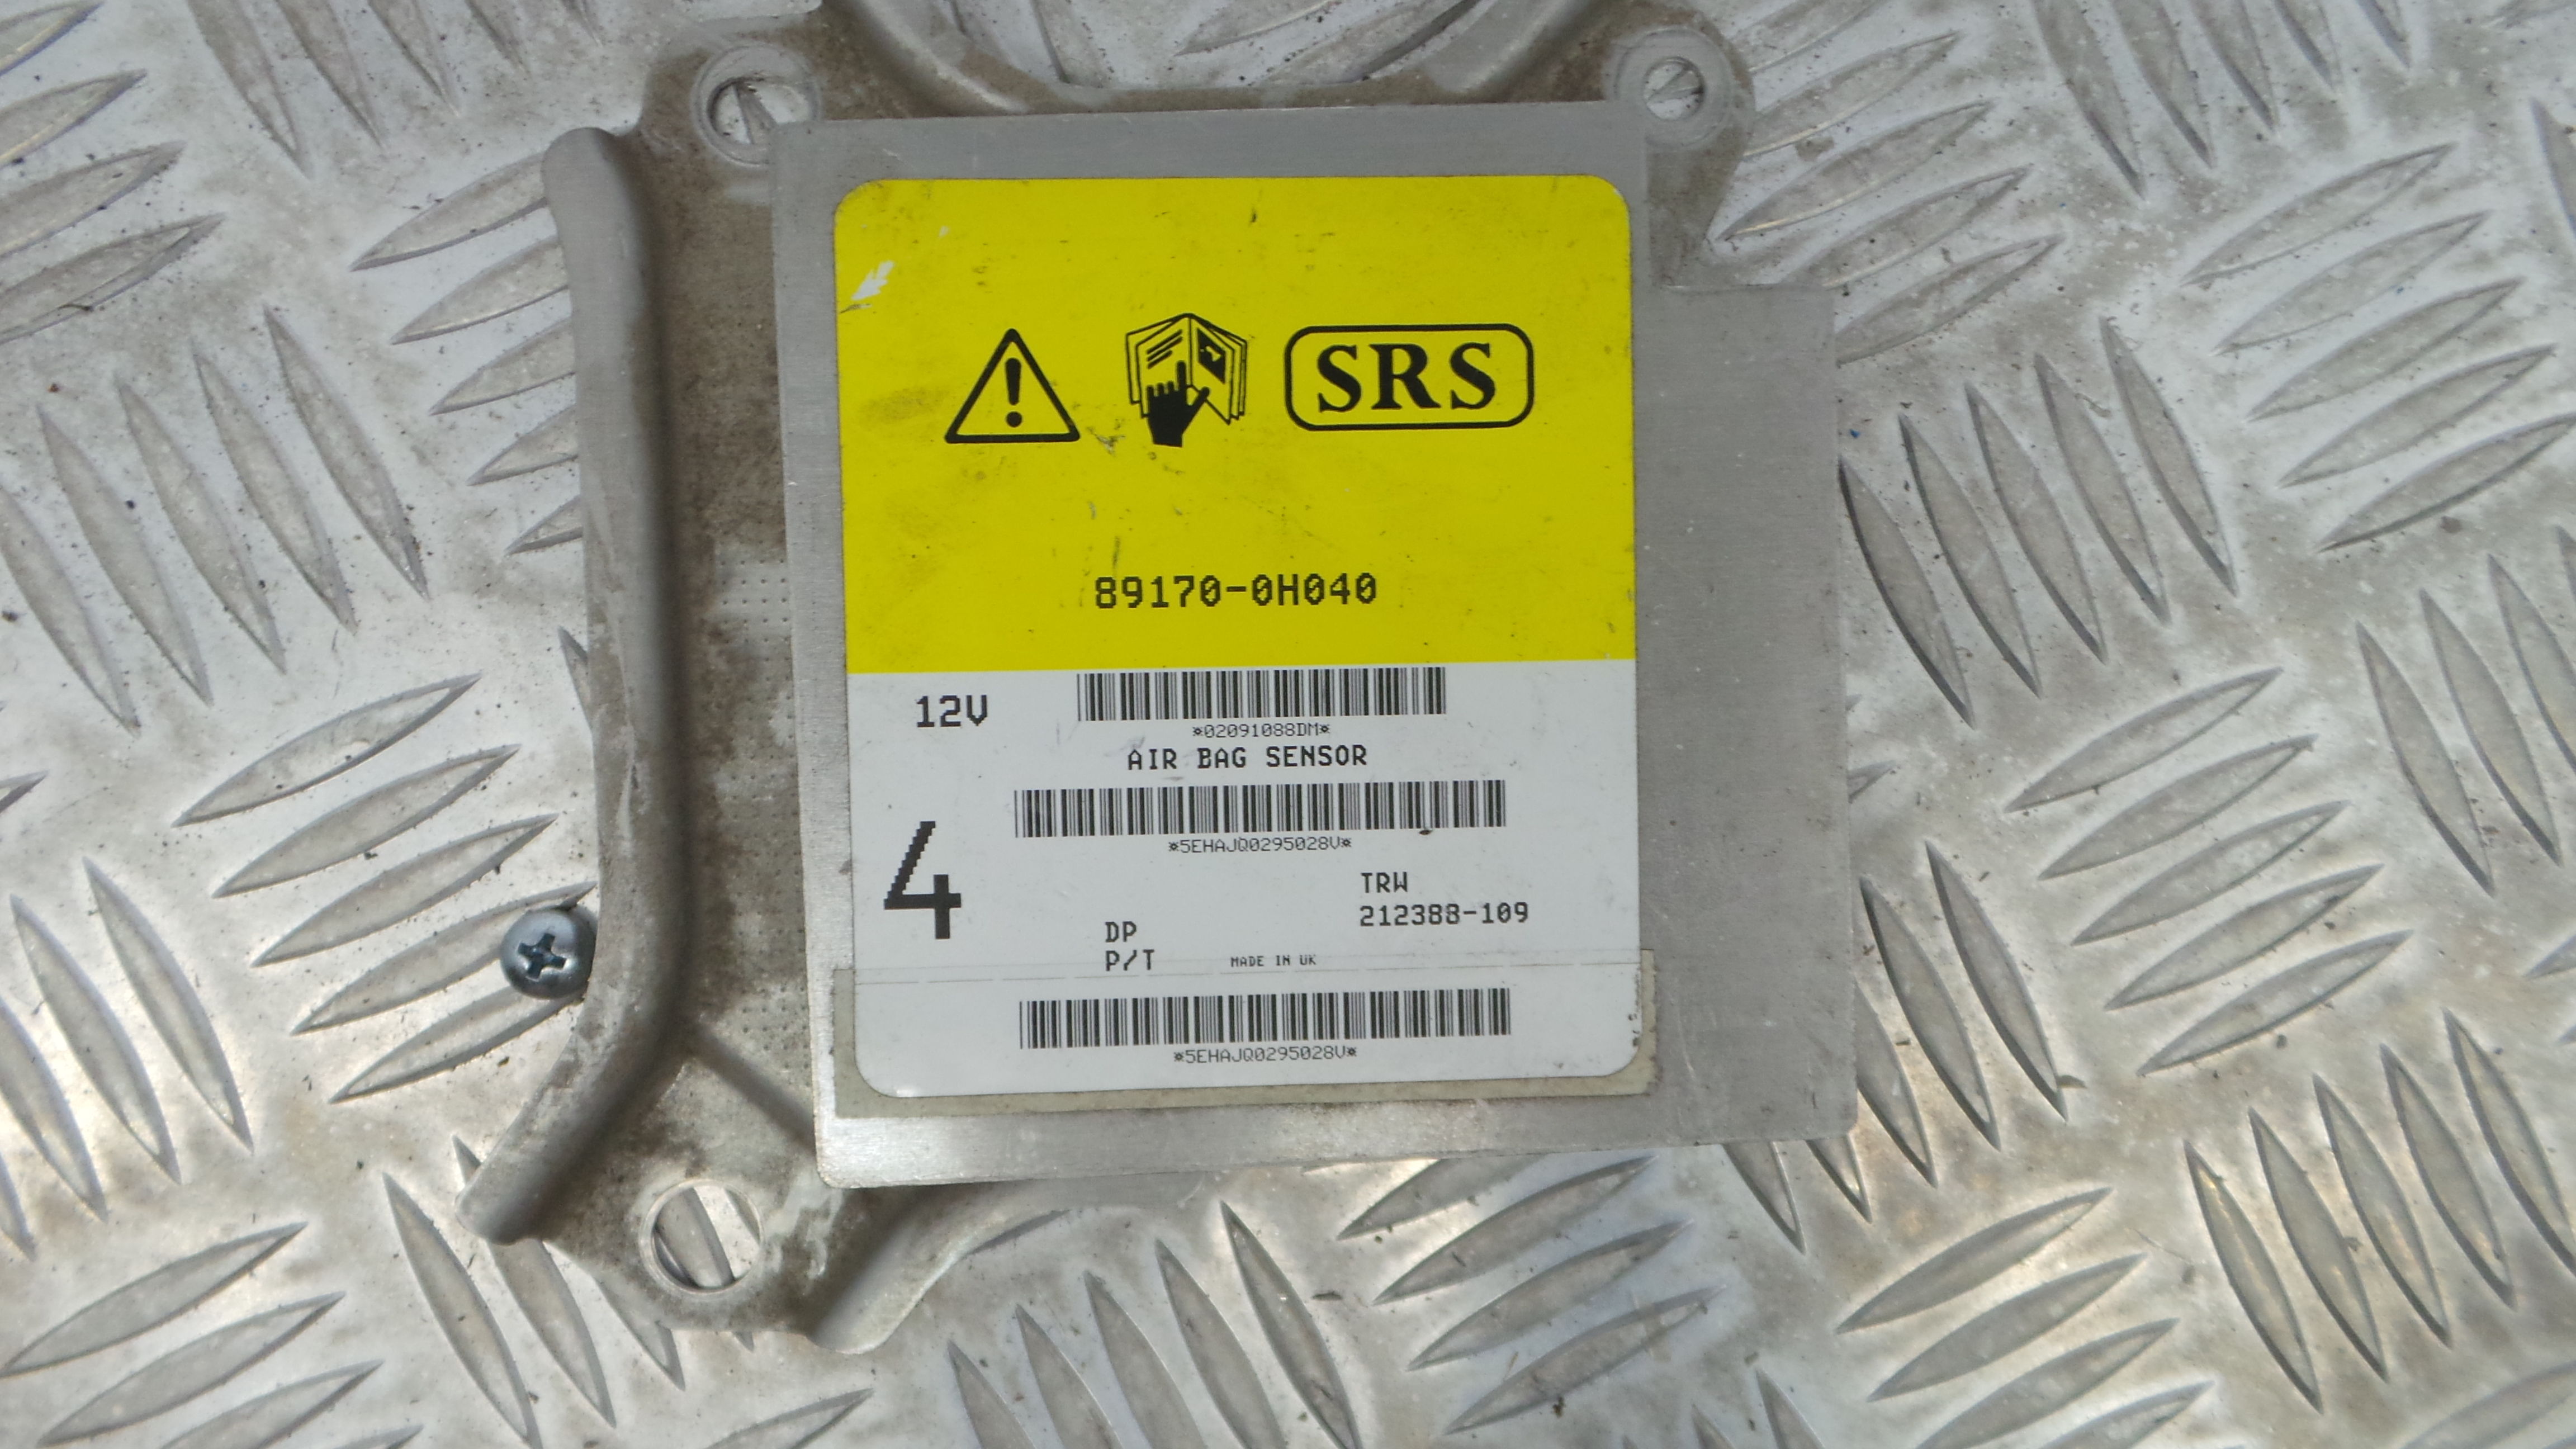 SRS
89170-0H040
12V
*02091088DM*
AIR BAG SENSOR
*5EHAJQ0295028V*
4
TRW
212388-109
DP
P/T
MADE IN UK
*5EHAJQ0295028V*